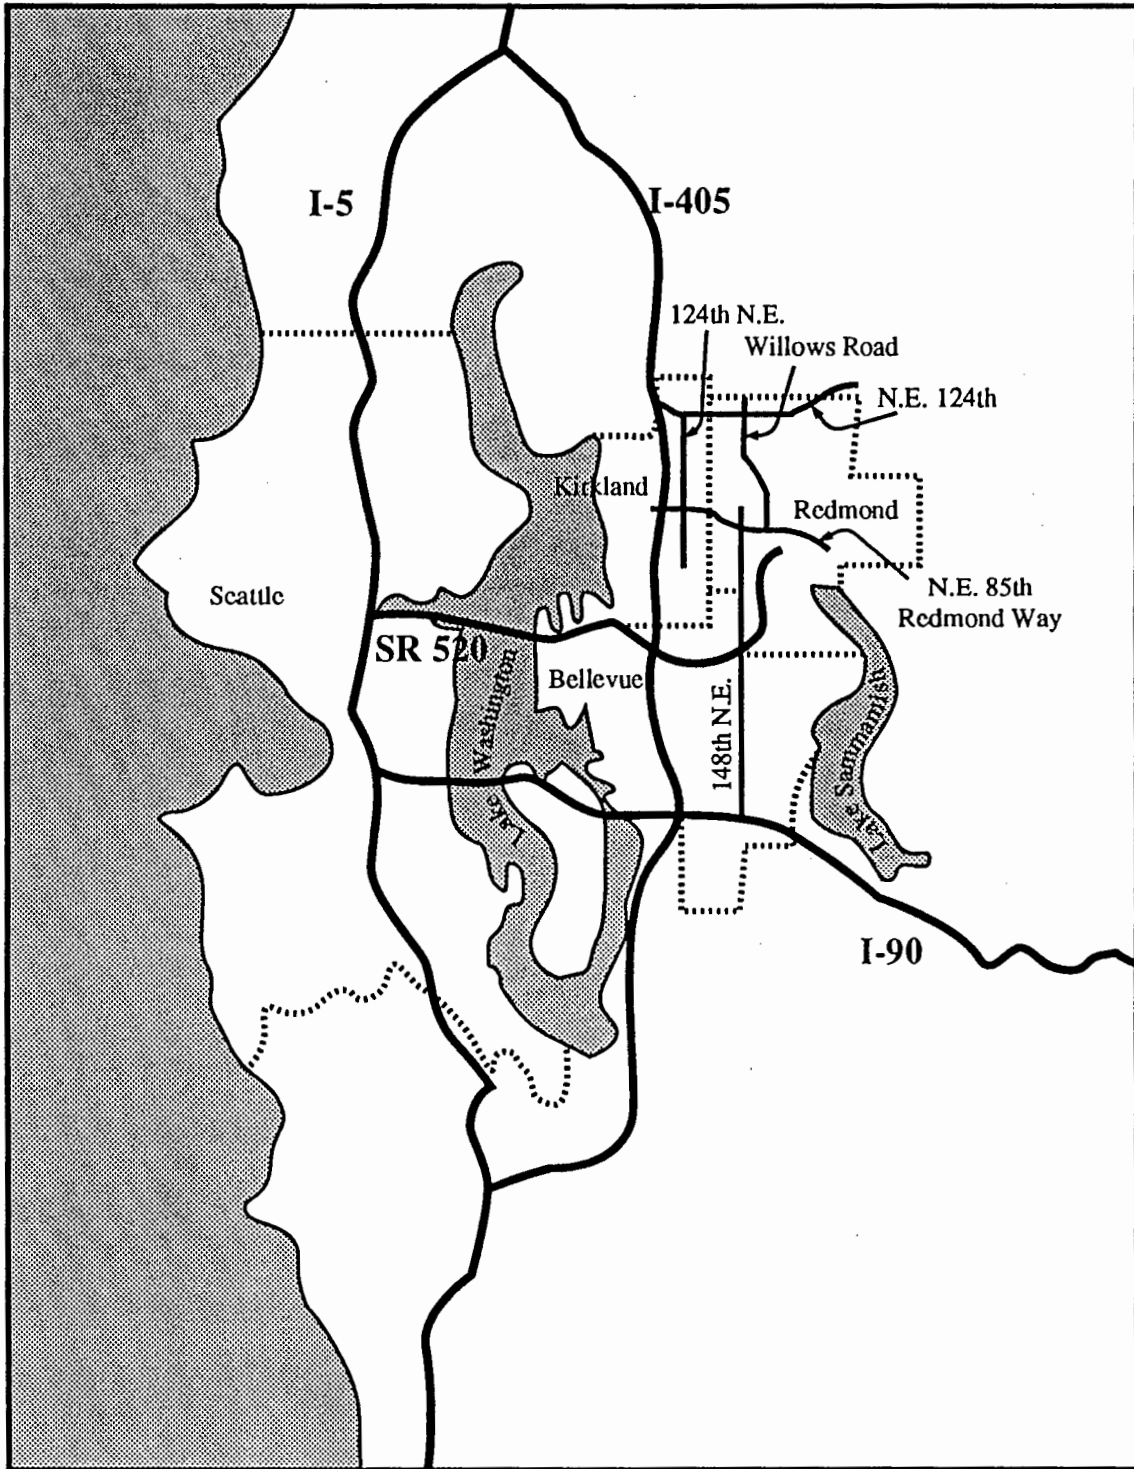 I-5
I-405
124th N.E.
Willows Road
N.E. 124th
Kirkland
Redmond
N.E. 85th
Redmond Way
Seattle
SR 520
Bellevue
Lake Washington
148th N.E.
Lake Sammamish
I-90